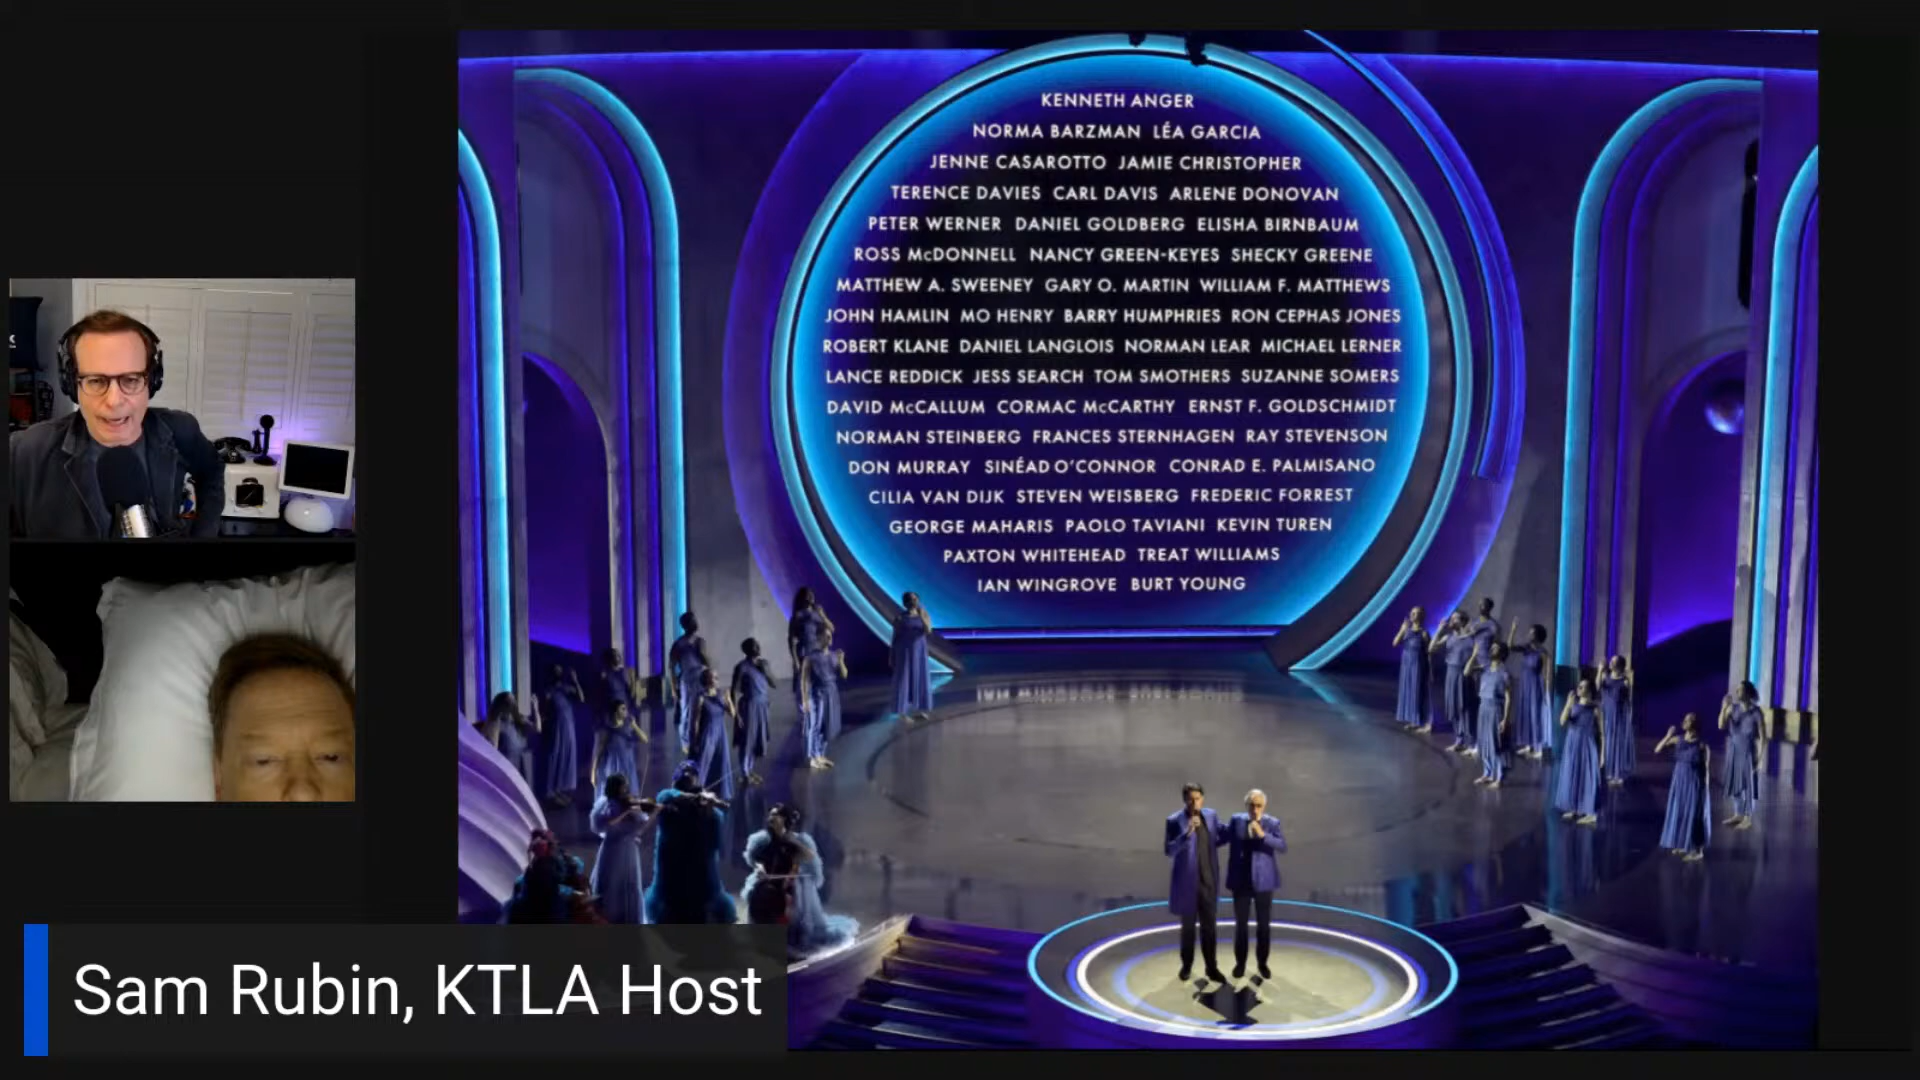 KENNETH ANGER
NORMA BARZMAN LÉA GARCIA
JENNE CASAROTTO JAMIE CHRISTOPHER
TERENCE DAVIES CARL DAVIS ARLENE DONOVAN
PETER WERNER DANIEL GOLDBERG ELISHA BIRNBAUM
ROSS McDONNELL NANCY GREEN-KEYES SHECKY GREENE
MATTHEW A. SWEENEY GARY O. MARTIN WILLIAM F. MATTHEWS
JOHN HAMLIN MO HENRY BARRY HUMPHRIES RON CEPHAS JONES
ROBERT KLANE DANIEL LANGLOIS NORMAN LEAR MICHAEL LERNER
LANCE REDDICK JESS SEARCH TOM SMOTHERS SUZANNE SOMERS
DAVID McCALLUM CORMAC McCARTHY ERNST F. GOLDSCHMIDT
NORMAN STEINBERG FRANCES STERNHAGEN RAY STEVENSON
DON MURRAY SINÉAD O'CONNOR CONRAD E. PALMISANO
CILIA VAN DIJK STEVEN WEISBERG FREDERIC FORREST
GEORGE MAHARIS PAOLO TAVIANI KEVIN TUREN
PAXTON WHITEHEAD TREAT WILLIAMS
IAN WINGROVE BURT YOUNG
Sam Rubin, KTLA Host